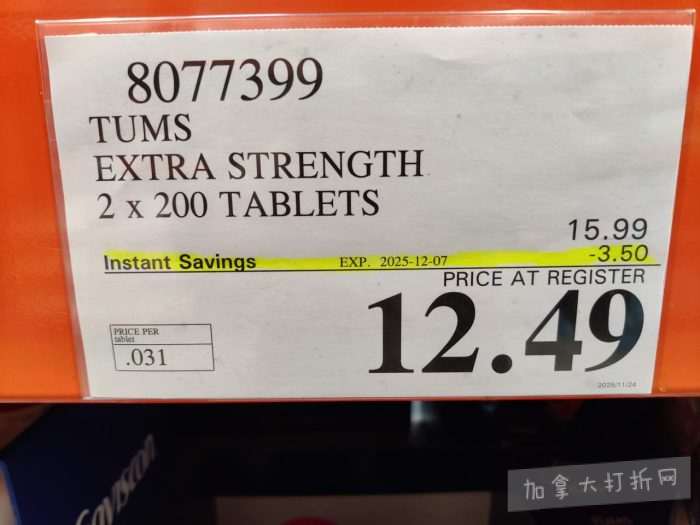 8077399
TUMS
EXTRA STRENGTH
2 x 200 TABLETS
15.99
Instant Savings EXP. 2025-12-07 -3.50
PRICE AT REGISTER
12.49
PRICE PER
tablet
.031
2025/11/24
Gaviscon
加拿大打折网